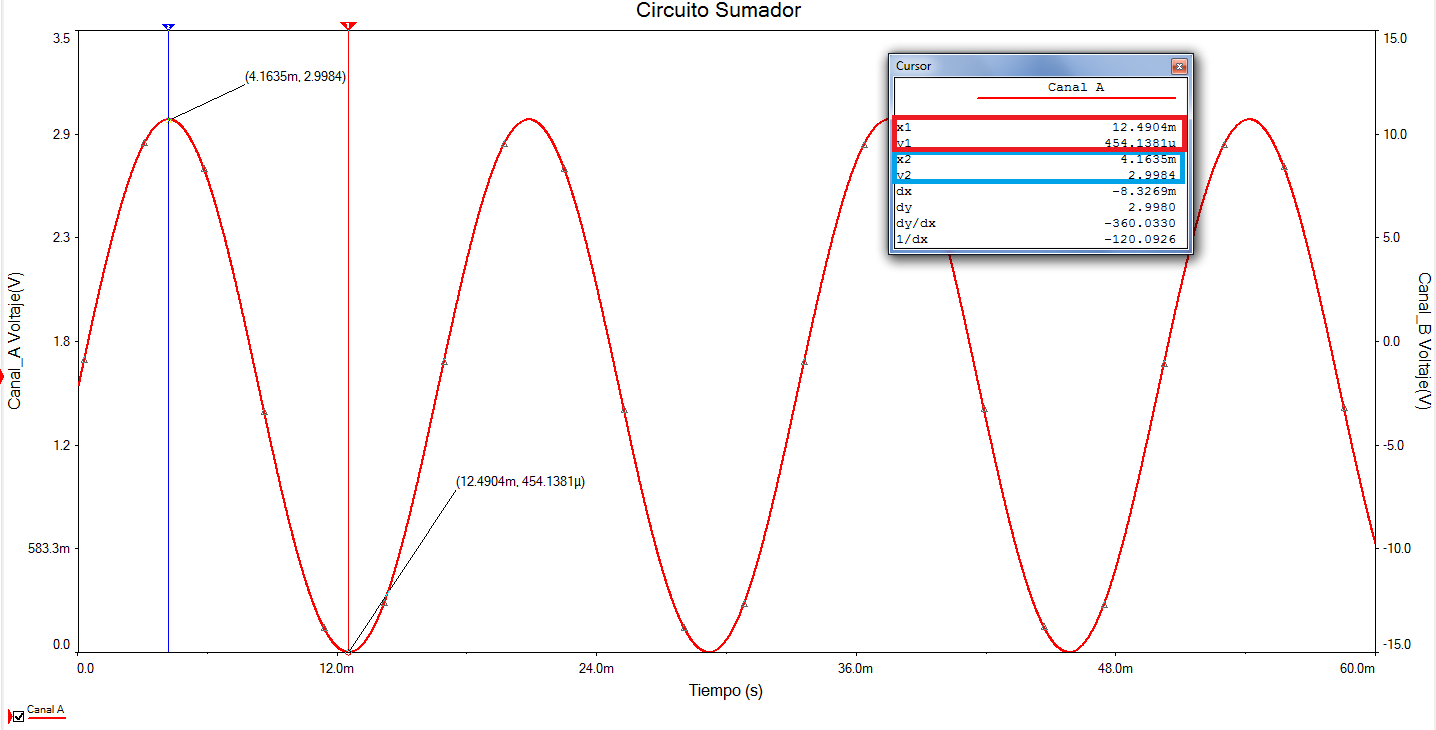 Circuito Sumador
3.5
2.9
2.3
1.8
1.2
583.3m
0.0
Canal_A Voltaje(V)
(4.1635m, 2.9984)
(12.4904m, 454.1381µ)
Cursor
Canal A
x1 12.4904m
y1 454.1381u
x2 4.1635m
y2 2.9984
dx -8.3269m
dy 2.9980
dy/dx -360.0330
1/dx -120.0926
15.0
10.0
5.0
0.0
-5.0
-10.0
-15.0
Canal_B Voltaje(V)
0.0 12.0m 24.0m 36.0m 48.0m 60.0m
Tiempo (s)
Canal A